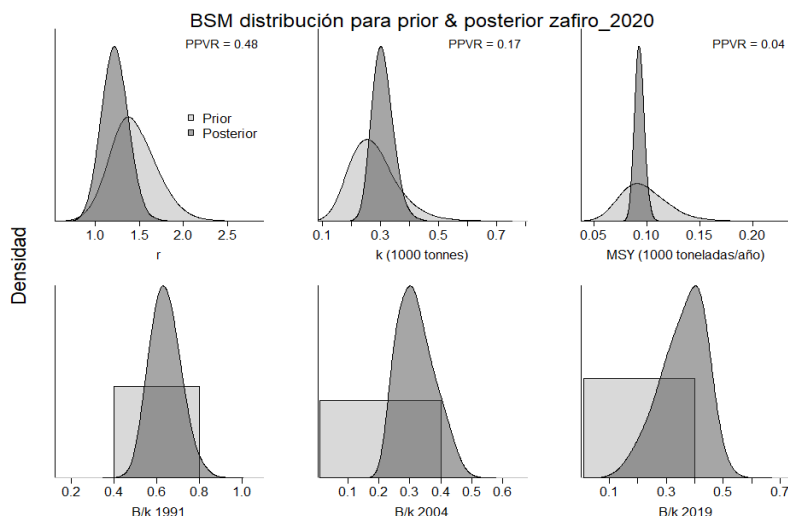 BSM distribución para prior & posterior zafiro_2020
PPVR = 0.48
Prior
Posterior
1.0 1.5 2.0 2.5
r
PPVR = 0.17
0.1 0.3 0.5 0.7
k (1000 tonnes)
PPVR = 0.04
0.05 0.10 0.15 0.20
MSY (1000 toneladas/año)
Densidad
0.2 0.4 0.6 0.8 1.0
B/k 1991
0.1 0.2 0.3 0.4 0.5 0.6
B/k 2004
0.1 0.2 0.3 0.4 0.5 0.7
B/k 2019